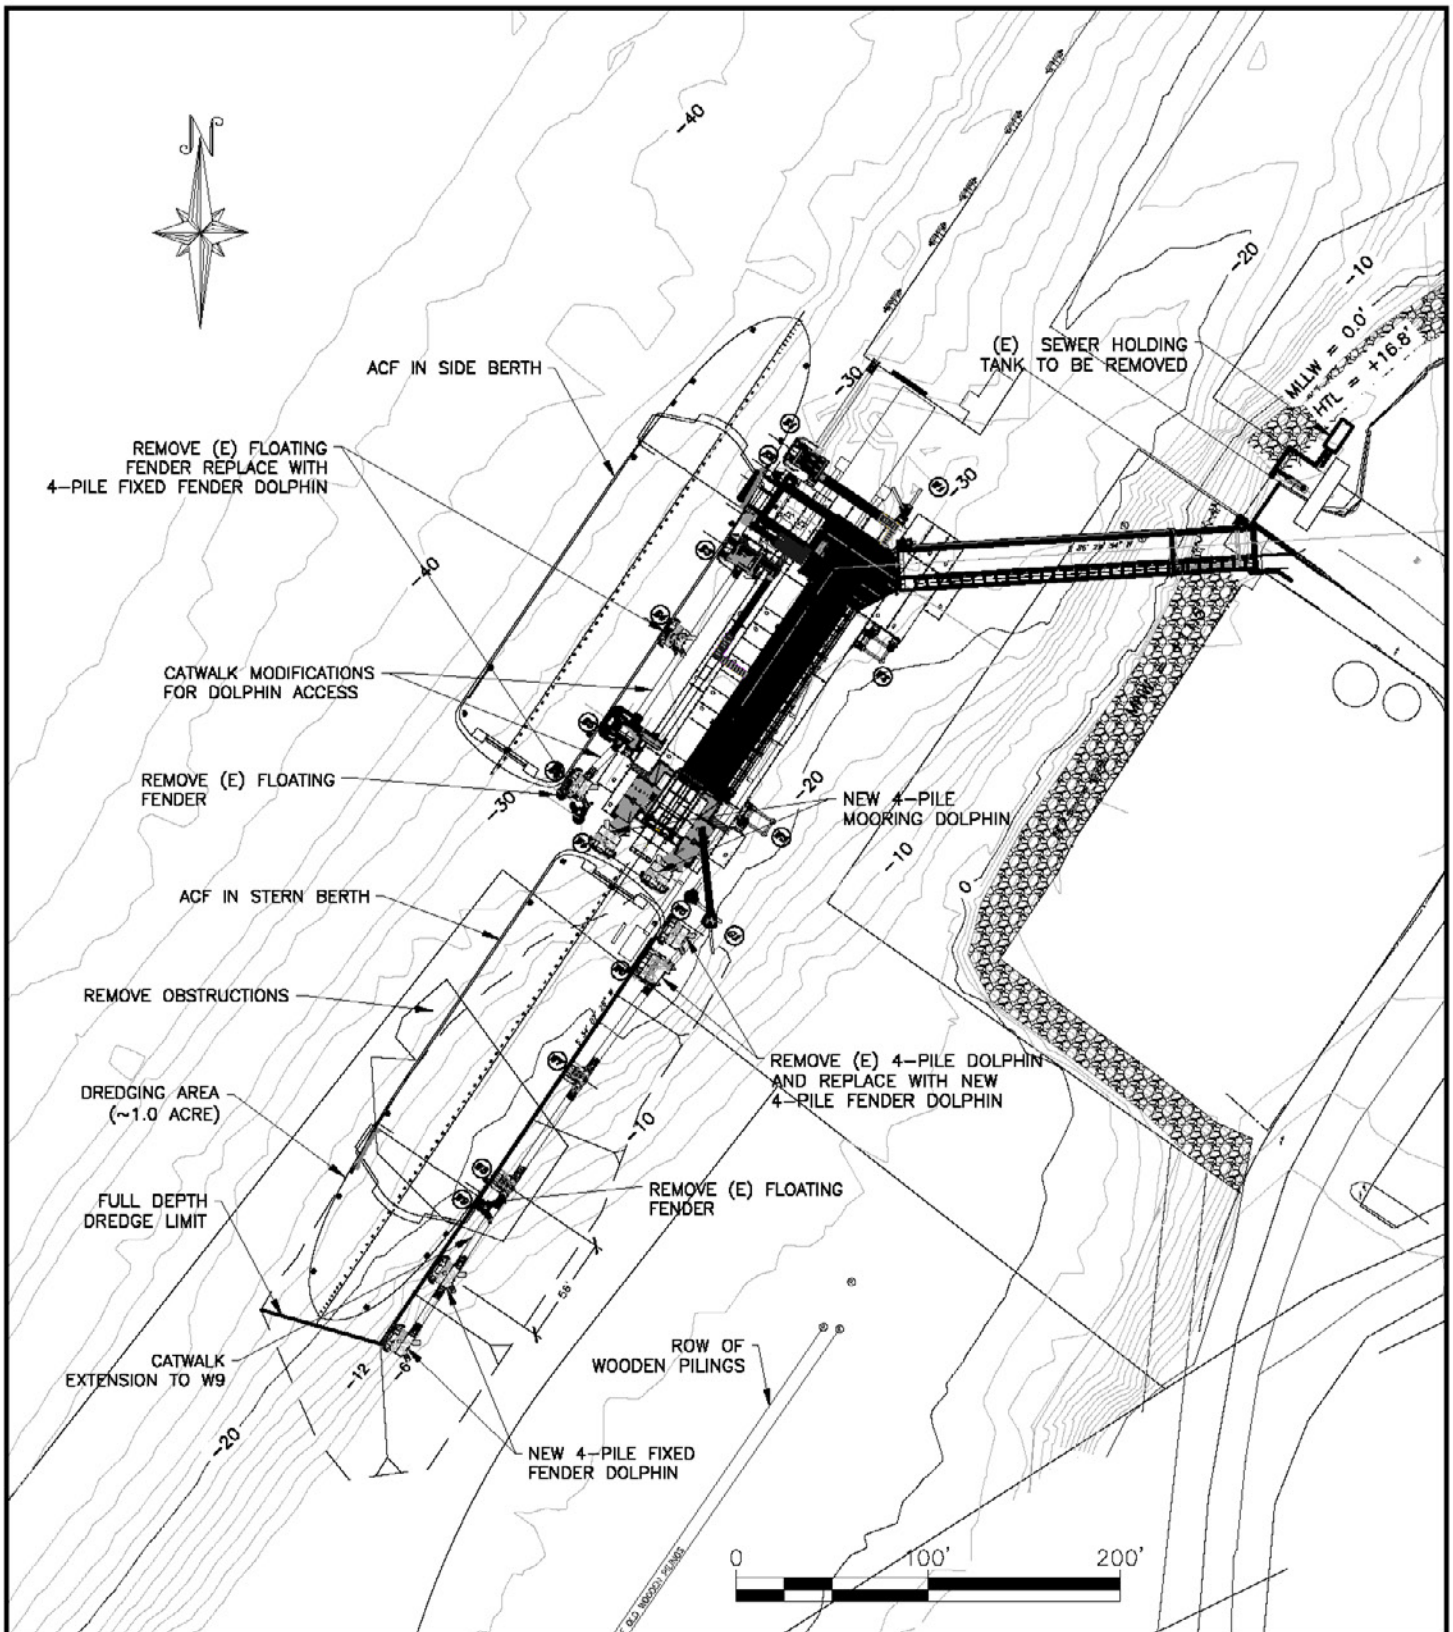 N
-40
-20
-10
(E) SEWER HOLDING
TANK TO BE REMOVED
MLLW = 0.0'
HTL = +16.8'
-30
ACF IN SIDE BERTH
REMOVE (E) FLOATING
FENDER REPLACE WITH
4-PILE FIXED FENDER DOLPHIN
-30
-40
CATWALK MODIFICATIONS
FOR DOLPHIN ACCESS
REMOVE (E) FLOATING
FENDER
-30
-20
NEW 4-PILE
MOORING DOLPHIN
-10
0
ACF IN STERN BERTH
REMOVE OBSTRUCTIONS
REMOVE (E) 4-PILE DOLPHIN
AND REPLACE WITH NEW
4-PILE FENDER DOLPHIN
DREDGING AREA
(~1.0 ACRE)
-10
FULL DEPTH
DREDGE LIMIT
REMOVE (E) FLOATING
FENDER
56'
CATWALK
EXTENSION TO W9
-12
-6
ROW OF
WOODEN PILINGS
-20
NEW 4-PILE FIXED
FENDER DOLPHIN
OLD WOODEN PILINGS
0 100' 200'